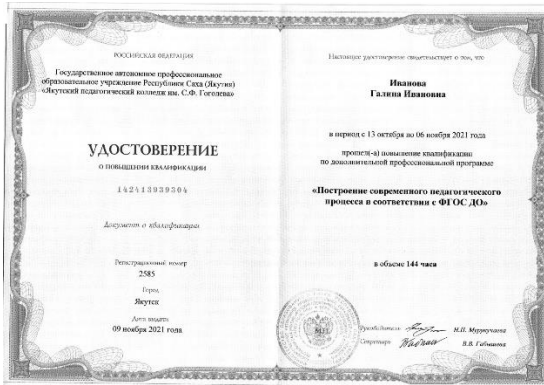 РОССИЙСКАЯ ФЕДЕРАЦИЯ
Государственное автономное профессиональное
образовательное учреждение Республики Саха (Якутия)
«Якутский педагогический колледж им. С.Ф. Гоголева»
УДОСТОВЕРЕНИЕ
О ПОВЫШЕНИИ КВАЛИФИКАЦИИ
142413039304
Документ о квалификации
Регистрационный номер
2585
Город
Якутск
Дата выдачи
09 ноября 2021 года
Настоящее удостоверение свидетельствует о том, что
Иванова
Галина Ивановна
в период с 13 октября по 06 ноября 2021 года
прошел(-а) повышение квалификации
по дополнительной профессиональной программе
«Построение современного педагогического
процесса в соответствии с ФГОС ДО»
в объеме 144 часа
М.П.
Руководитель
Секретарь
В.В. Габышева